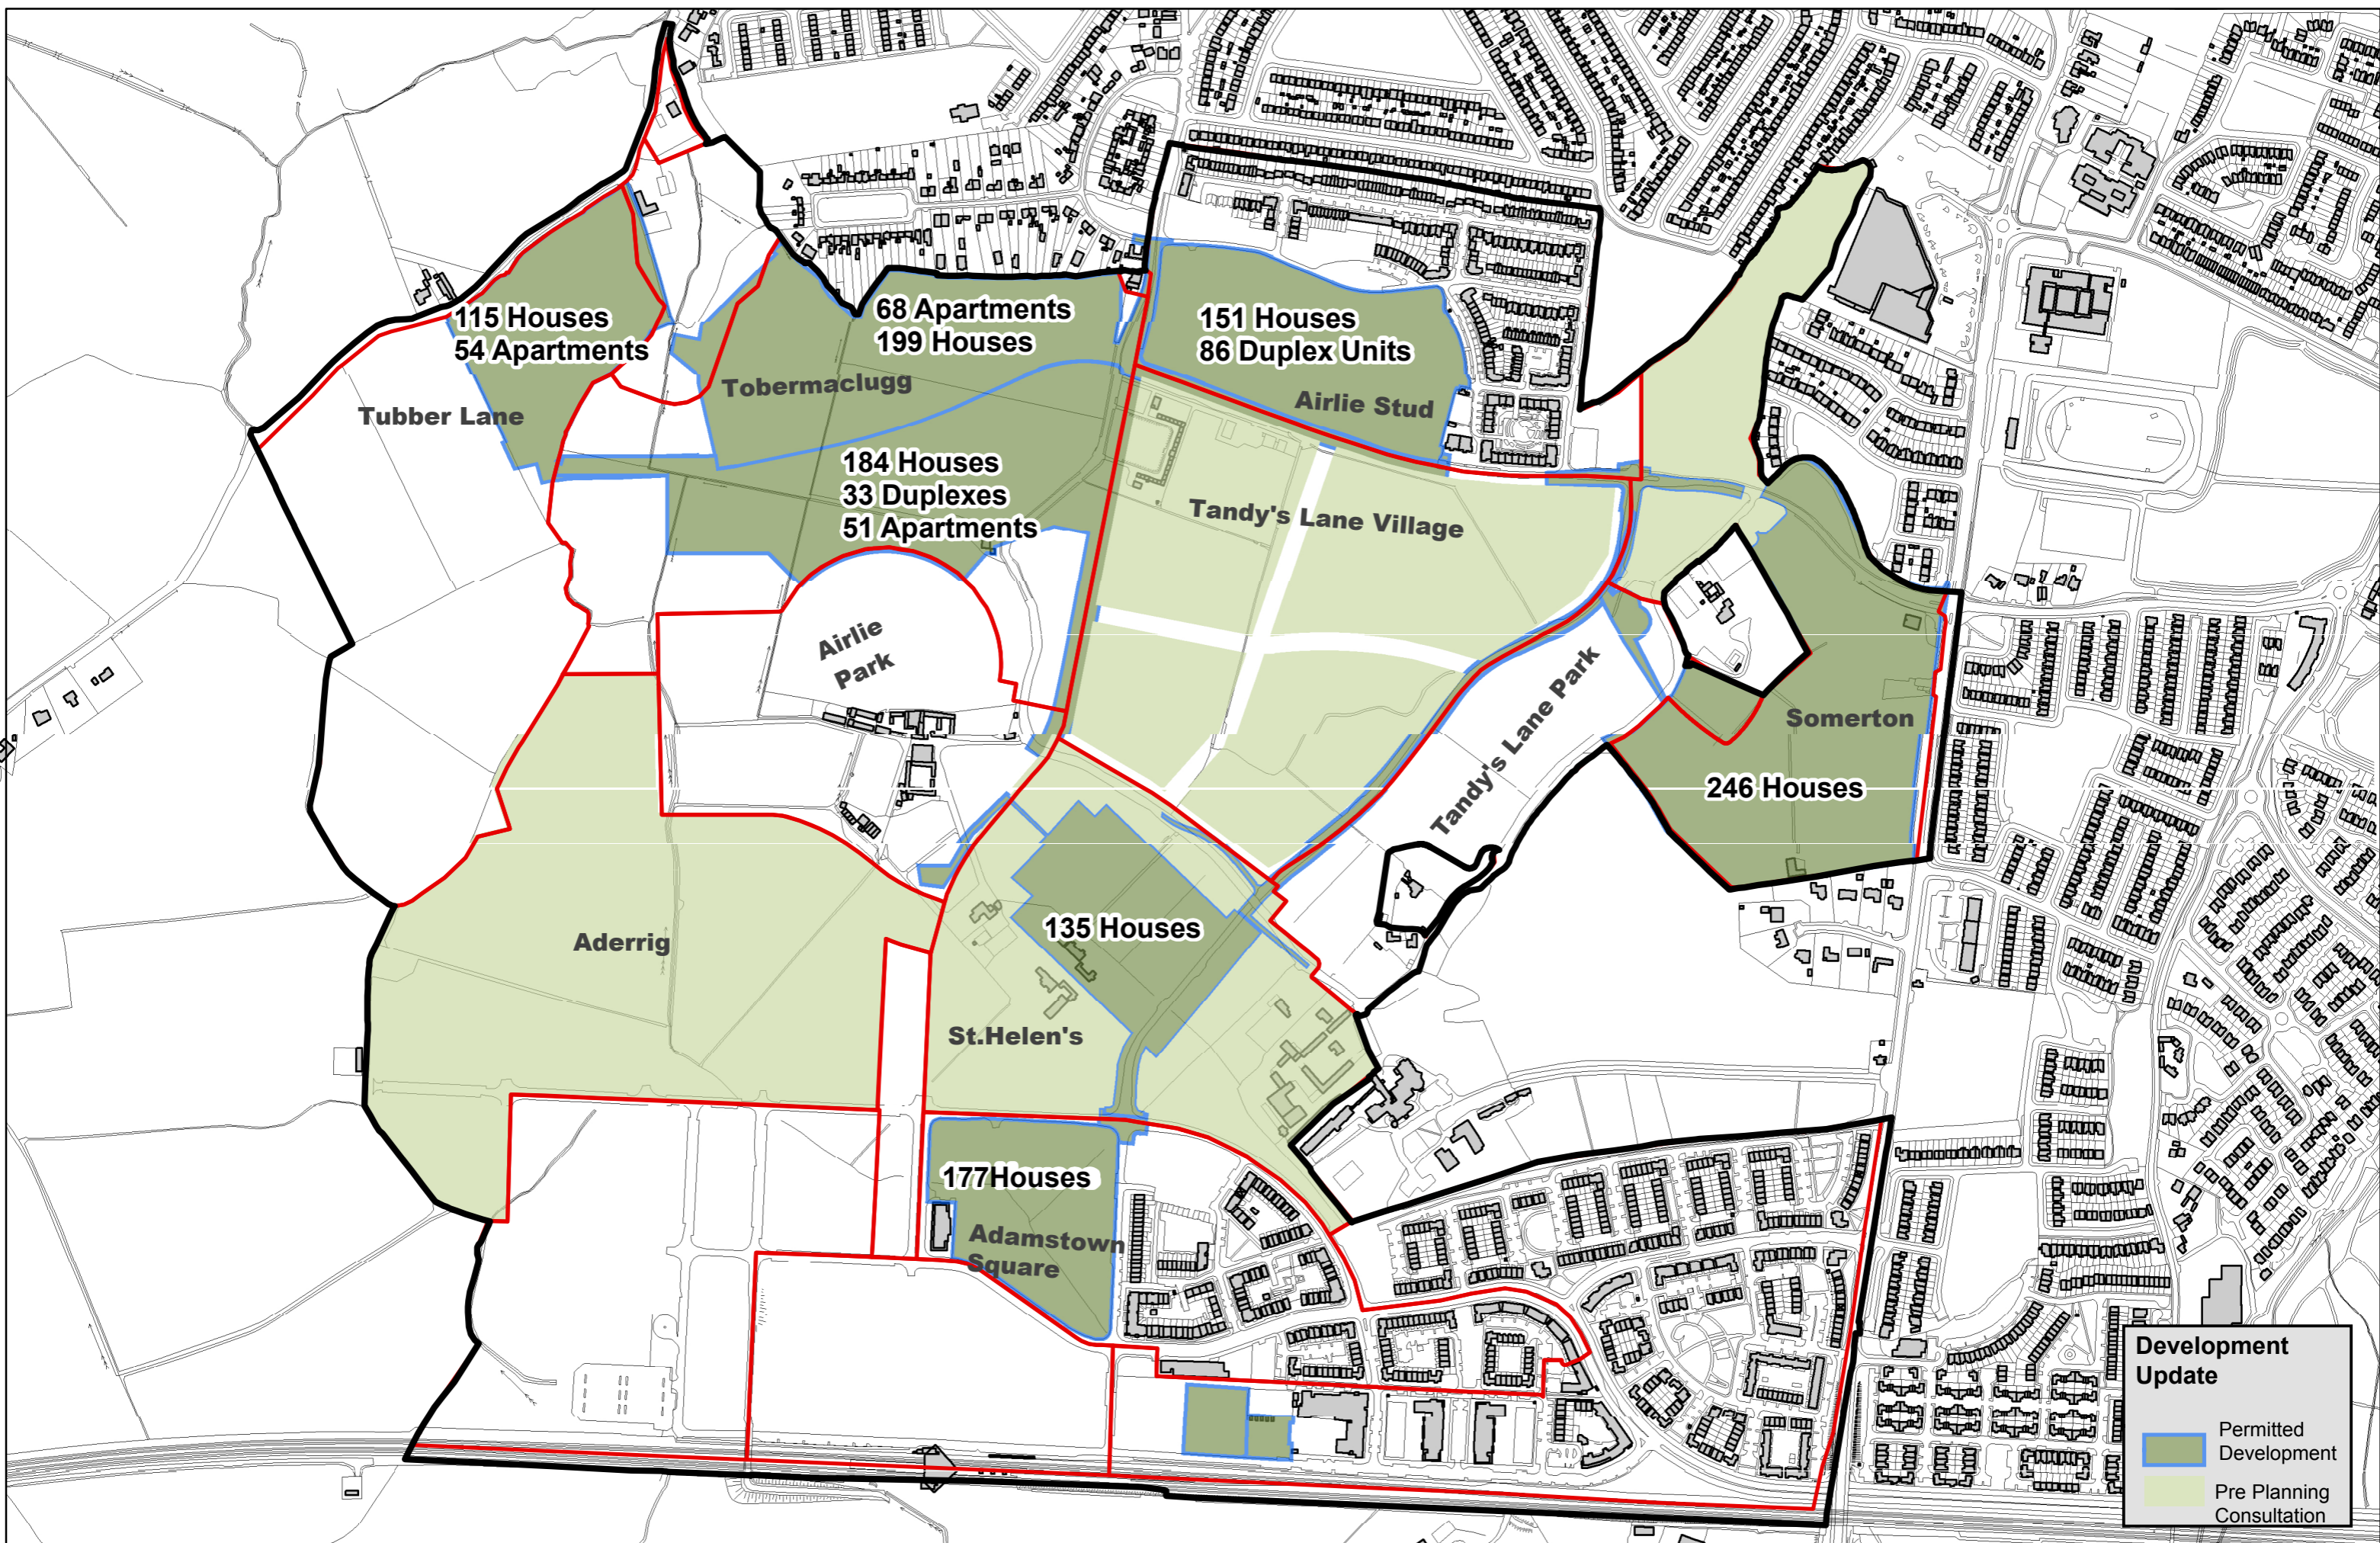 115 Houses
54 Apartments
68 Apartments
199 Houses
151 Houses
86 Duplex Units
Tubber Lane
Tobermaclugg
Airlie Stud
184 Houses
33 Duplexes
51 Apartments
Tandy's Lane Village
Airlie
Park
Tandy's Lane Park
Somerton
246 Houses
Aderrig
135 Houses
St.Helen's
177Houses
Adamstown
Square
Development
Update
Permitted
Development
Pre Planning
Consultation